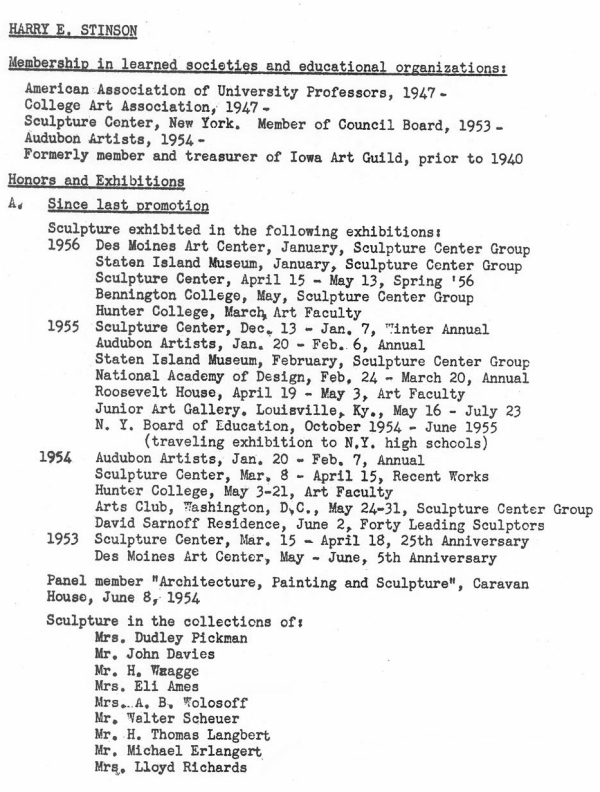 HARRY E. STINSON
Membership in learned societies and educational organizations:
American Association of University Professors, 1947 -
College Art Association, 1947 -
Sculpture Center, New York. Member of Council Board, 1953 -
Audubon Artists, 1954 -
Formerly member and treasurer of Iowa Art Guild, prior to 1940
Honors and Exhibitions
A. Since last promotion
Sculpture exhibited in the following exhibitions:
1956 Des Moines Art Center, January, Sculpture Center Group
Staten Island Museum, January, Sculpture Center Group
Sculpture Center, April 15 - May 13, Spring '56
Bennington College, May, Sculpture Center Group
Hunter College, March, Art Faculty
1955 Sculpture Center, Dec. 13 - Jan. 7, Winter Annual
Audubon Artists, Jan. 20 - Feb. 6, Annual
Staten Island Museum, February, Sculpture Center Group
National Academy of Design, Feb. 24 - March 20, Annual
Roosevelt House, April 19 - May 3, Art Faculty
Junior Art Gallery. Louisville, Ky., May 16 - July 23
N. Y. Board of Education, October 1954 - June 1955
(traveling exhibition to N.Y. high schools)
1954 Audubon Artists, Jan. 20 - Feb. 7, Annual
Sculpture Center, Mar. 8 - April 15, Recent Works
Hunter College, May 3-21, Art Faculty
Arts Club, Washington, D.C., May 24-31, Sculpture Center Group
David Sarnoff Residence, June 2, Forty Leading Sculptors
1953 Sculpture Center, Mar. 15 - April 18, 25th Anniversary
Des Moines Art Center, May - June, 5th Anniversary
Panel member "Architecture, Painting and Sculpture", Caravan
House, June 8, 1954
Sculpture in the collections of:
Mrs. Dudley Pickman
Mr. John Davies
Mr. H. Waagge
Mrs. Eli Ames
Mrs. A. B. Wolosoff
Mr. Walter Scheuer
Mr. H. Thomas Langbert
Mr. Michael Erlangert
Mrs. Lloyd Richards